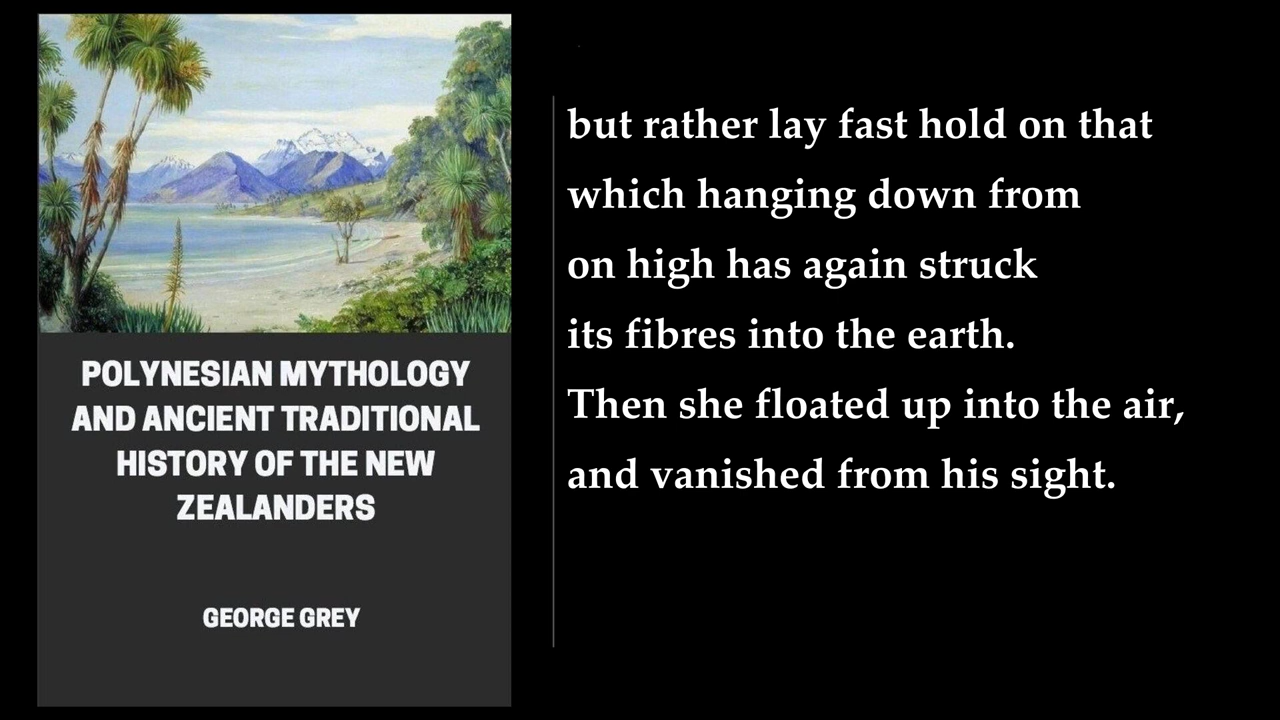 POLYNESIAN MYTHOLOGY
AND ANCIENT TRADITIONAL
HISTORY OF THE NEW
ZEALANDERS
GEORGE GREY
but rather lay fast hold on that
which hanging down from
on high has again struck
its fibres into the earth.
Then she floated up into the air,
and vanished from his sight.